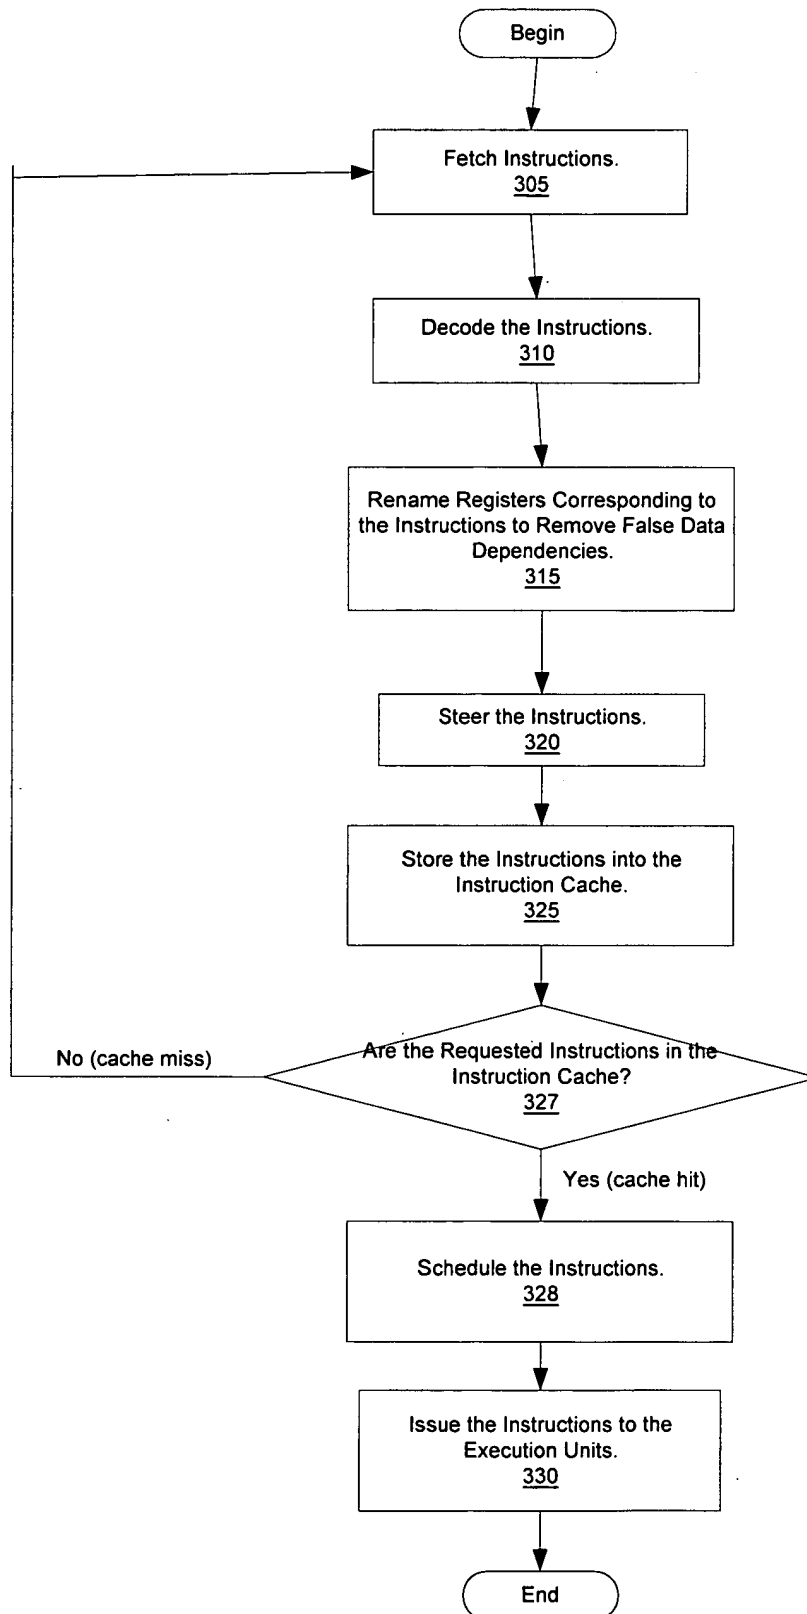 Begin
Fetch Instructions.
305
Decode the Instructions.
310
Rename Registers Corresponding to
the Instructions to Remove False Data
Dependencies.
315
Steer the Instructions.
320
Store the Instructions into the
Instruction Cache.
325
No (cache miss)
Are the Requested Instructions in the
Instruction Cache?
327
Yes (cache hit)
Schedule the Instructions.
328
Issue the Instructions to the
Execution Units.
330
End